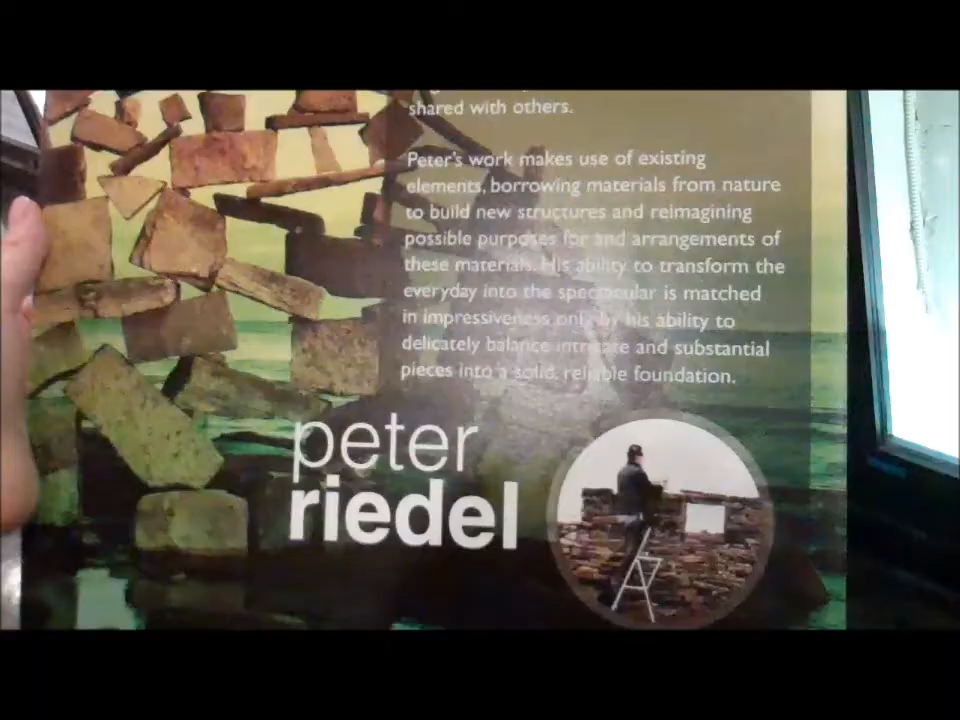 shared with others.
Peter's work makes use of existing
elements, borrowing materials from nature
to build new structures and reimagining
possible purposes for and arrangements of
these materials. His ability to transform the
everyday into the spectacular is matched
in impressiveness only by his ability to
delicately balance intricate and substantial
pieces into a solid, reliable foundation.
peter
riedel